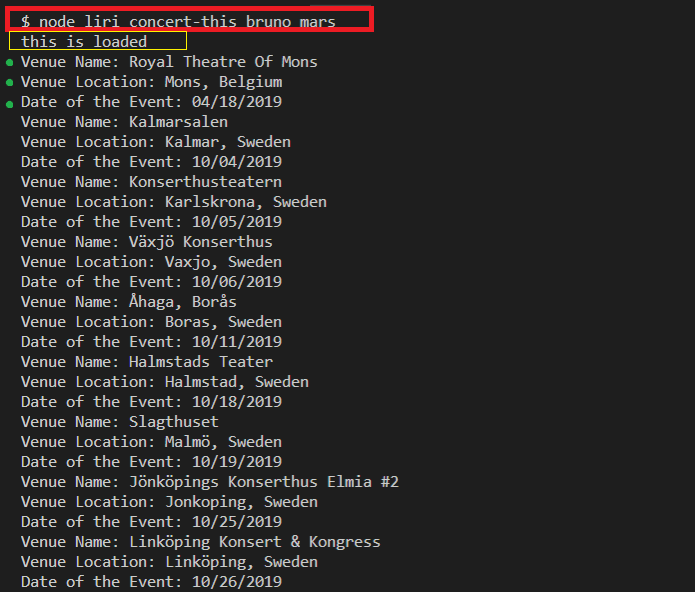 $ node liri concert-this bruno mars
this is loaded
Venue Name: Royal Theatre Of Mons
Venue Location: Mons, Belgium
Date of the Event: 04/18/2019
Venue Name: Kalmarsalen
Venue Location: Kalmar, Sweden
Date of the Event: 10/04/2019
Venue Name: Konserthusteatern
Venue Location: Karlskrona, Sweden
Date of the Event: 10/05/2019
Venue Name: Växjö Konserthus
Venue Location: Vaxjo, Sweden
Date of the Event: 10/06/2019
Venue Name: Åhaga, Borås
Venue Location: Boras, Sweden
Date of the Event: 10/11/2019
Venue Name: Halmstads Teater
Venue Location: Halmstad, Sweden
Date of the Event: 10/18/2019
Venue Name: Slagthuset
Venue Location: Malmö, Sweden
Date of the Event: 10/19/2019
Venue Name: Jönköpings Konserthus Elmia #2
Venue Location: Jonkoping, Sweden
Date of the Event: 10/25/2019
Venue Name: Linköping Konsert & Kongress
Venue Location: Linköping, Sweden
Date of the Event: 10/26/2019